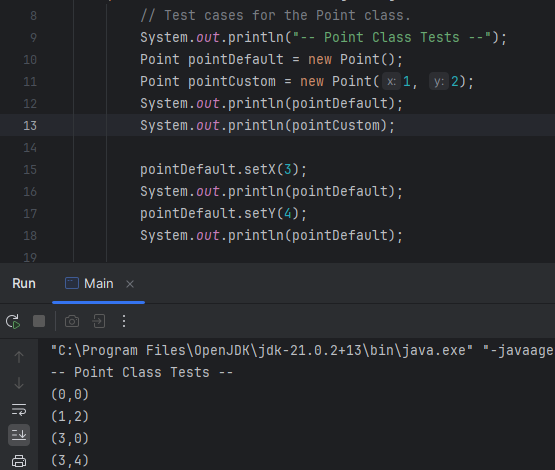 8 // Test cases for the Point class.
9 System.out.println("-- Point Class Tests --");
10 Point pointDefault = new Point();
11 Point pointCustom = new Point( x: 1, y: 2);
12 System.out.println(pointDefault);
13 System.out.println(pointCustom);
14
15 pointDefault.setX(3);
16 System.out.println(pointDefault);
17 pointDefault.setY(4);
18 System.out.println(pointDefault);
19
Run Main ×
"C:\Program Files\OpenJDK\jdk-21.0.2+13\bin\java.exe" "-javaage
-- Point Class Tests --
(0,0)
(1,2)
(3,0)
(3,4)